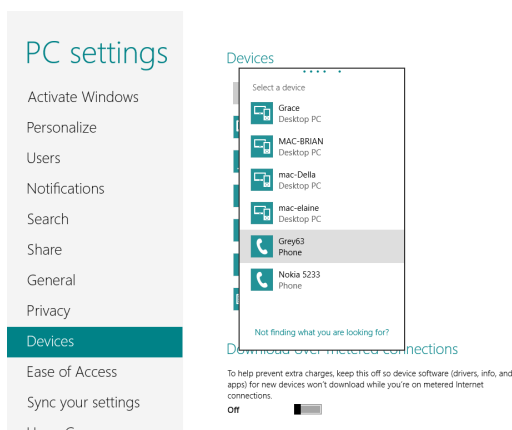 PC settings
Activate Windows
Personalize
Users
Notifications
Search
Share
General
Privacy
Devices
Ease of Access
Sync your settings
Devices
Select a device
Grace
Desktop PC
MAC-BRIAN
Desktop PC
mac-Della
Desktop PC
mac-elaine
Desktop PC
Grey63
Phone
Nokia 5233
Phone
Not finding what you are looking for?
Download over metered connections
To help prevent extra charges, keep this off so device software (drivers, info, and
apps) for new devices won't download while you're on metered Internet
connections.
Off